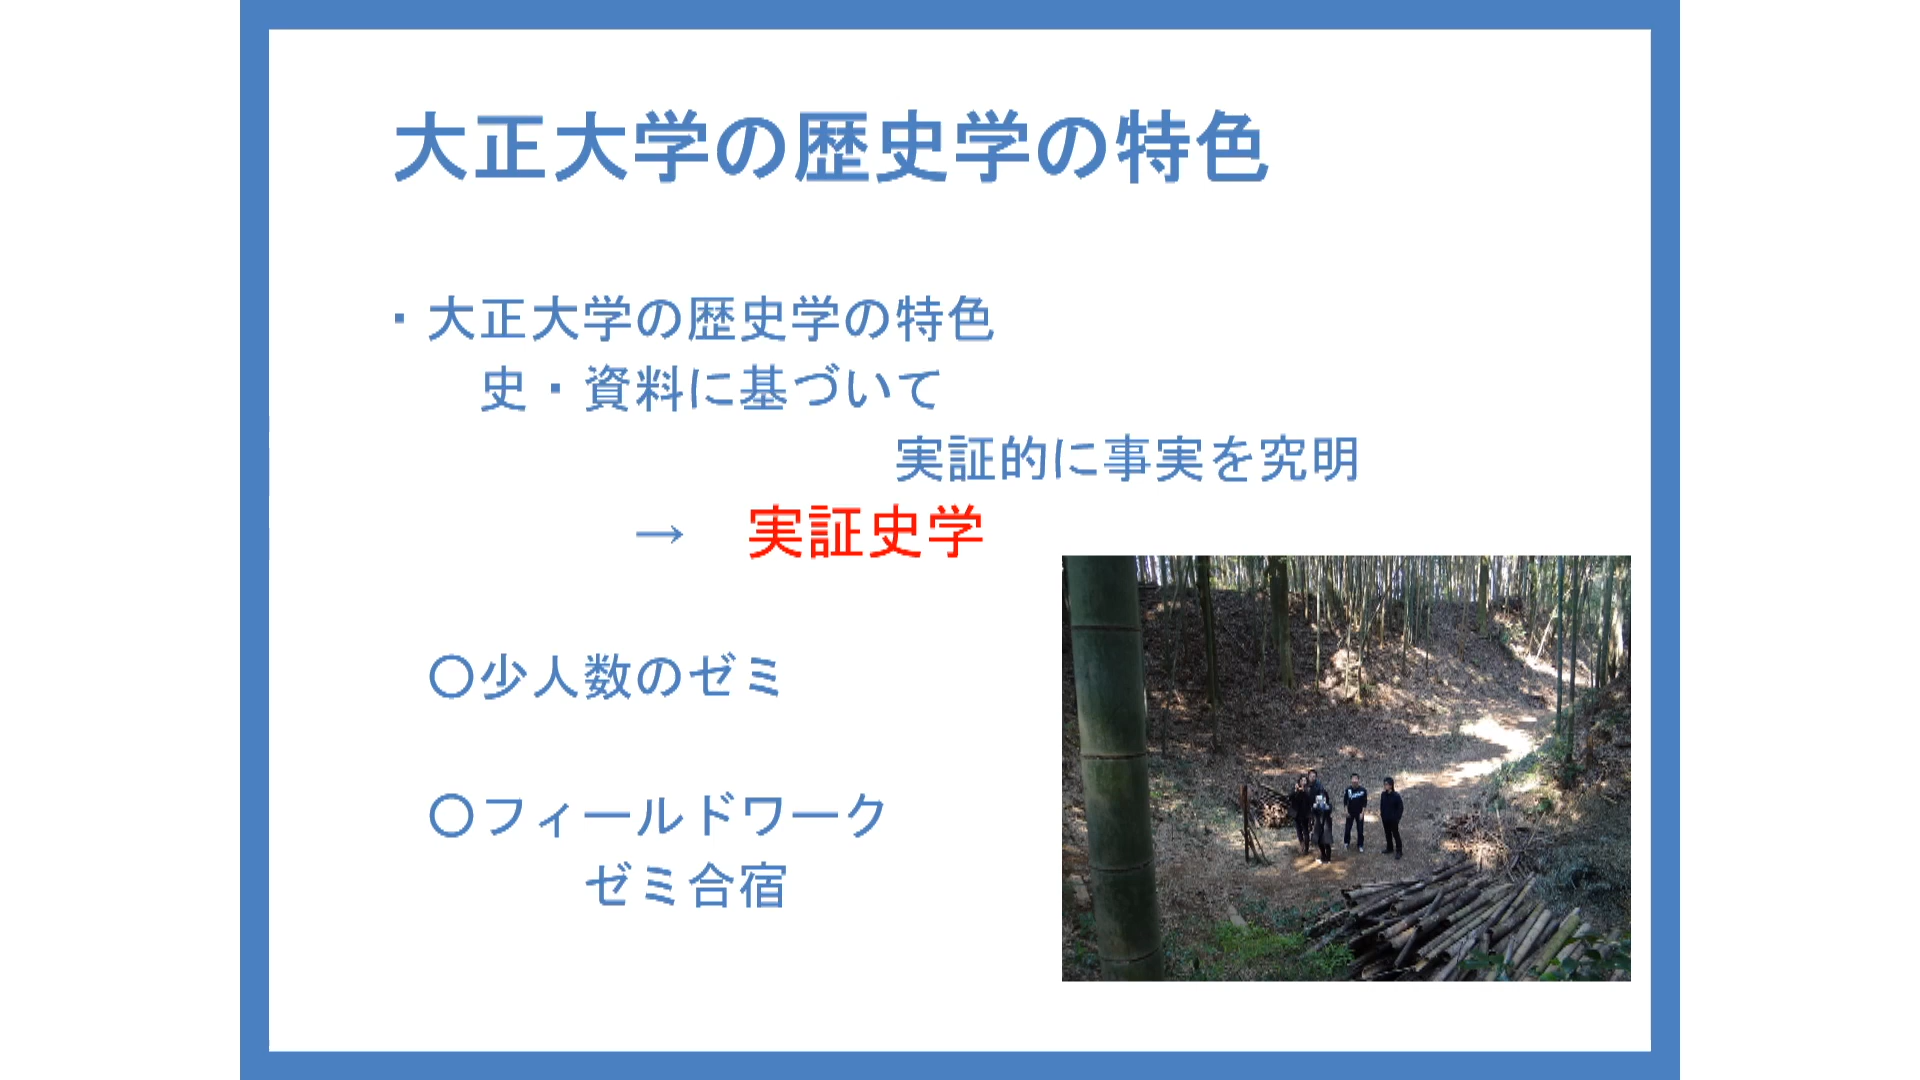 大正大学の歴史学の特色
・大正大学の歴史学の特色
史・資料に基づいて
実証的に事実を究明
→　実証史学
〇少人数のゼミ
〇フィールドワーク
ゼミ合宿